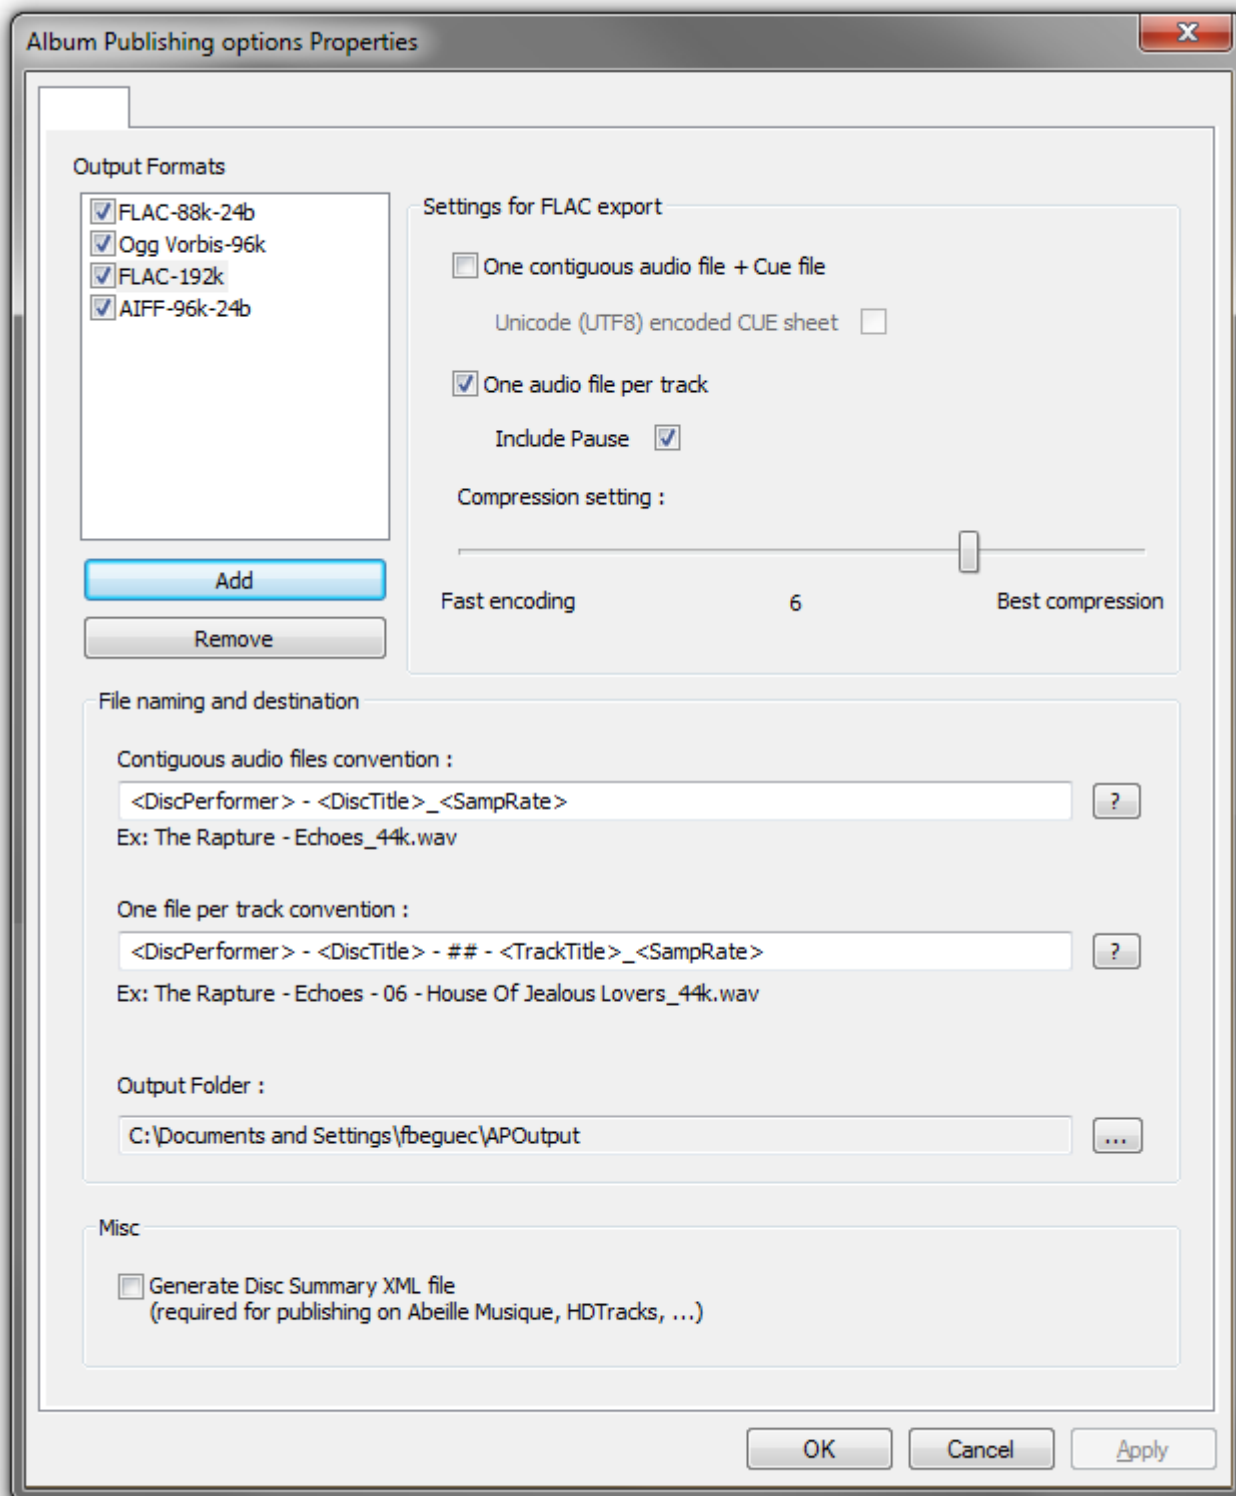 Album Publishing options Properties
Output Formats
FLAC-88k-24b
Ogg Vorbis-96k
FLAC-192k
AIFF-96k-24b
Add
Remove
Settings for FLAC export
One contiguous audio file + Cue file
Unicode (UTF8) encoded CUE sheet
One audio file per track
Include Pause
Compression setting :
Fast encoding 6 Best compression
File naming and destination
Contiguous audio files convention :
<DiscPerformer> - <DiscTitle>_<SampRate> ?
Ex: The Rapture - Echoes_44k.wav
One file per track convention :
<DiscPerformer> - <DiscTitle> - ## - <TrackTitle>_<SampRate> ?
Ex: The Rapture - Echoes - 06 - House Of Jealous Lovers_44k.wav
Output Folder :
C:\Documents and Settings\fbeguec\APOutput ...
Misc
Generate Disc Summary XML file
(required for publishing on Abeille Musique, HDTracks, ...)
OK Cancel Apply